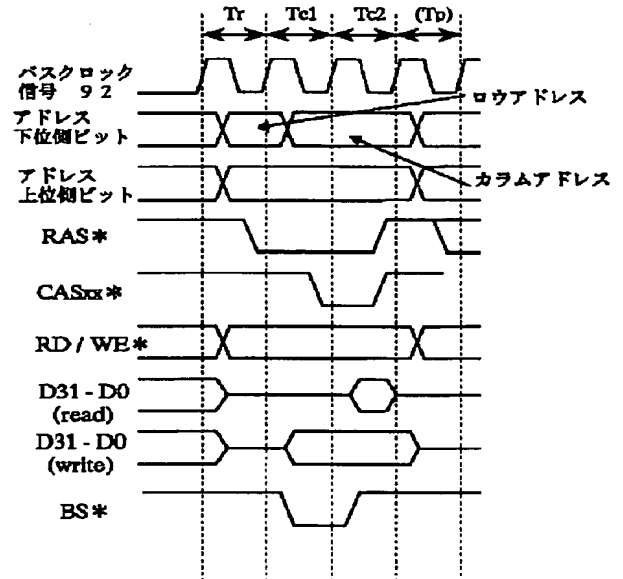 Tr Tc1 Tc2 (Tp)
バスクロック
信号 92
ロウアドレス
アドレス
下位側ビット
カラムアドレス
アドレス
上位側ビット
RAS*
CASxx*
RD / WE*
D31 - D0
(read)
D31 - D0
(write)
BS*